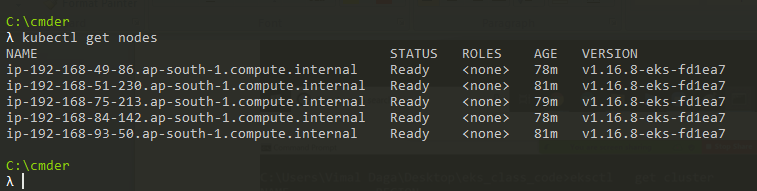 C:\cmder
λ kubectl get nodes
NAME STATUS ROLES AGE VERSION
ip-192-168-49-86.ap-south-1.compute.internal Ready <none> 78m v1.16.8-eks-fd1ea7
ip-192-168-51-230.ap-south-1.compute.internal Ready <none> 81m v1.16.8-eks-fd1ea7
ip-192-168-75-213.ap-south-1.compute.internal Ready <none> 79m v1.16.8-eks-fd1ea7
ip-192-168-84-142.ap-south-1.compute.internal Ready <none> 78m v1.16.8-eks-fd1ea7
ip-192-168-93-50.ap-south-1.compute.internal Ready <none> 81m v1.16.8-eks-fd1ea7
C:\cmder
λ